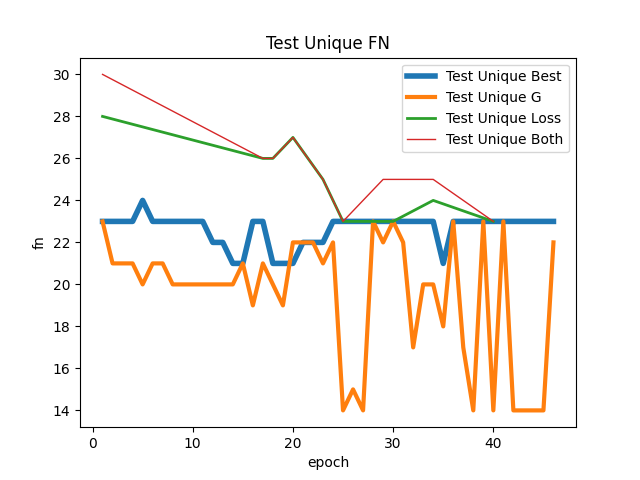 Test Unique FN
30
28
26
24
22
20
18
16
14
fn
0
10
20
30
40
epoch
Test Unique Best
Test Unique G
Test Unique Loss
Test Unique Both